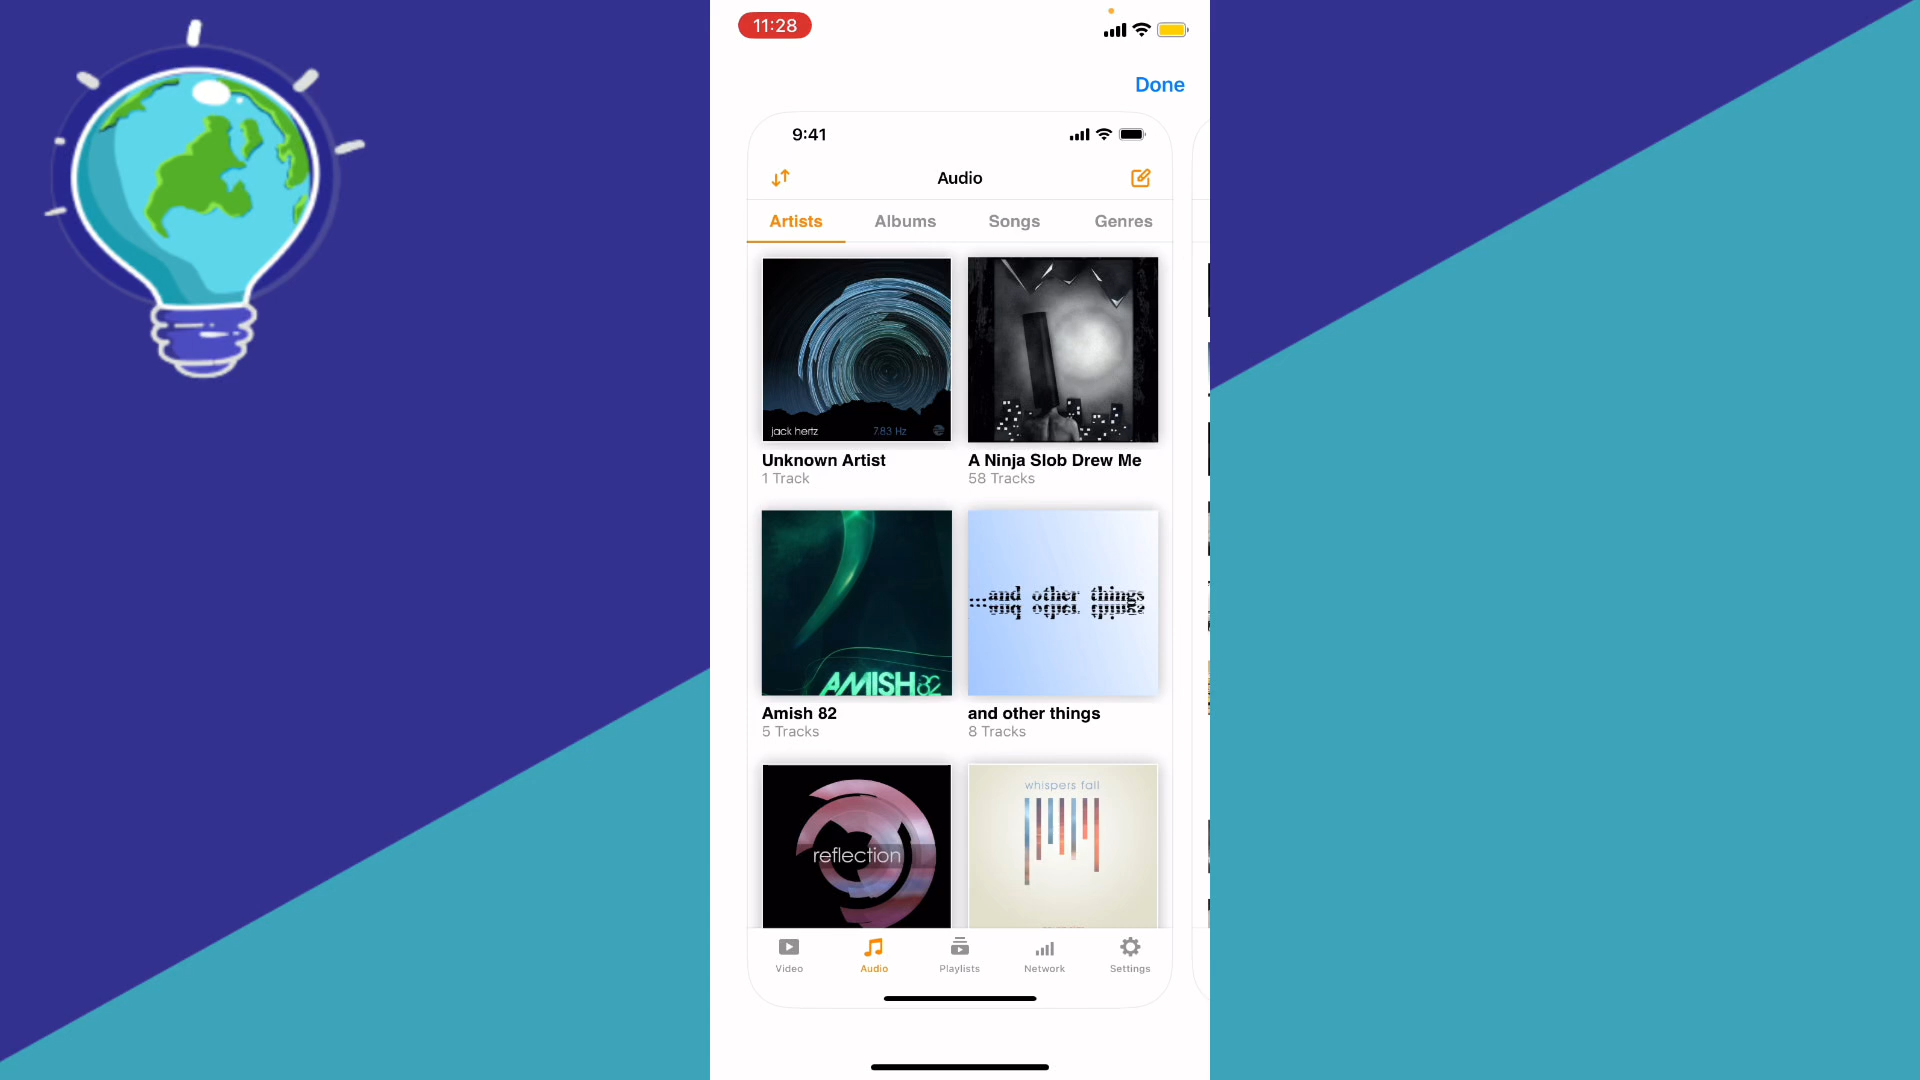 11:28
Done
9:41
Audio
Artists Albums Songs Genres
jack hertz 7.83 Hz
Unknown Artist
1 Track
A Ninja Slob Drew Me
58 Tracks
...and other things
AMISH 82
Amish 82
5 Tracks
and other things
8 Tracks
reflection
whispers fall
Video Audio Playlists Network Settings